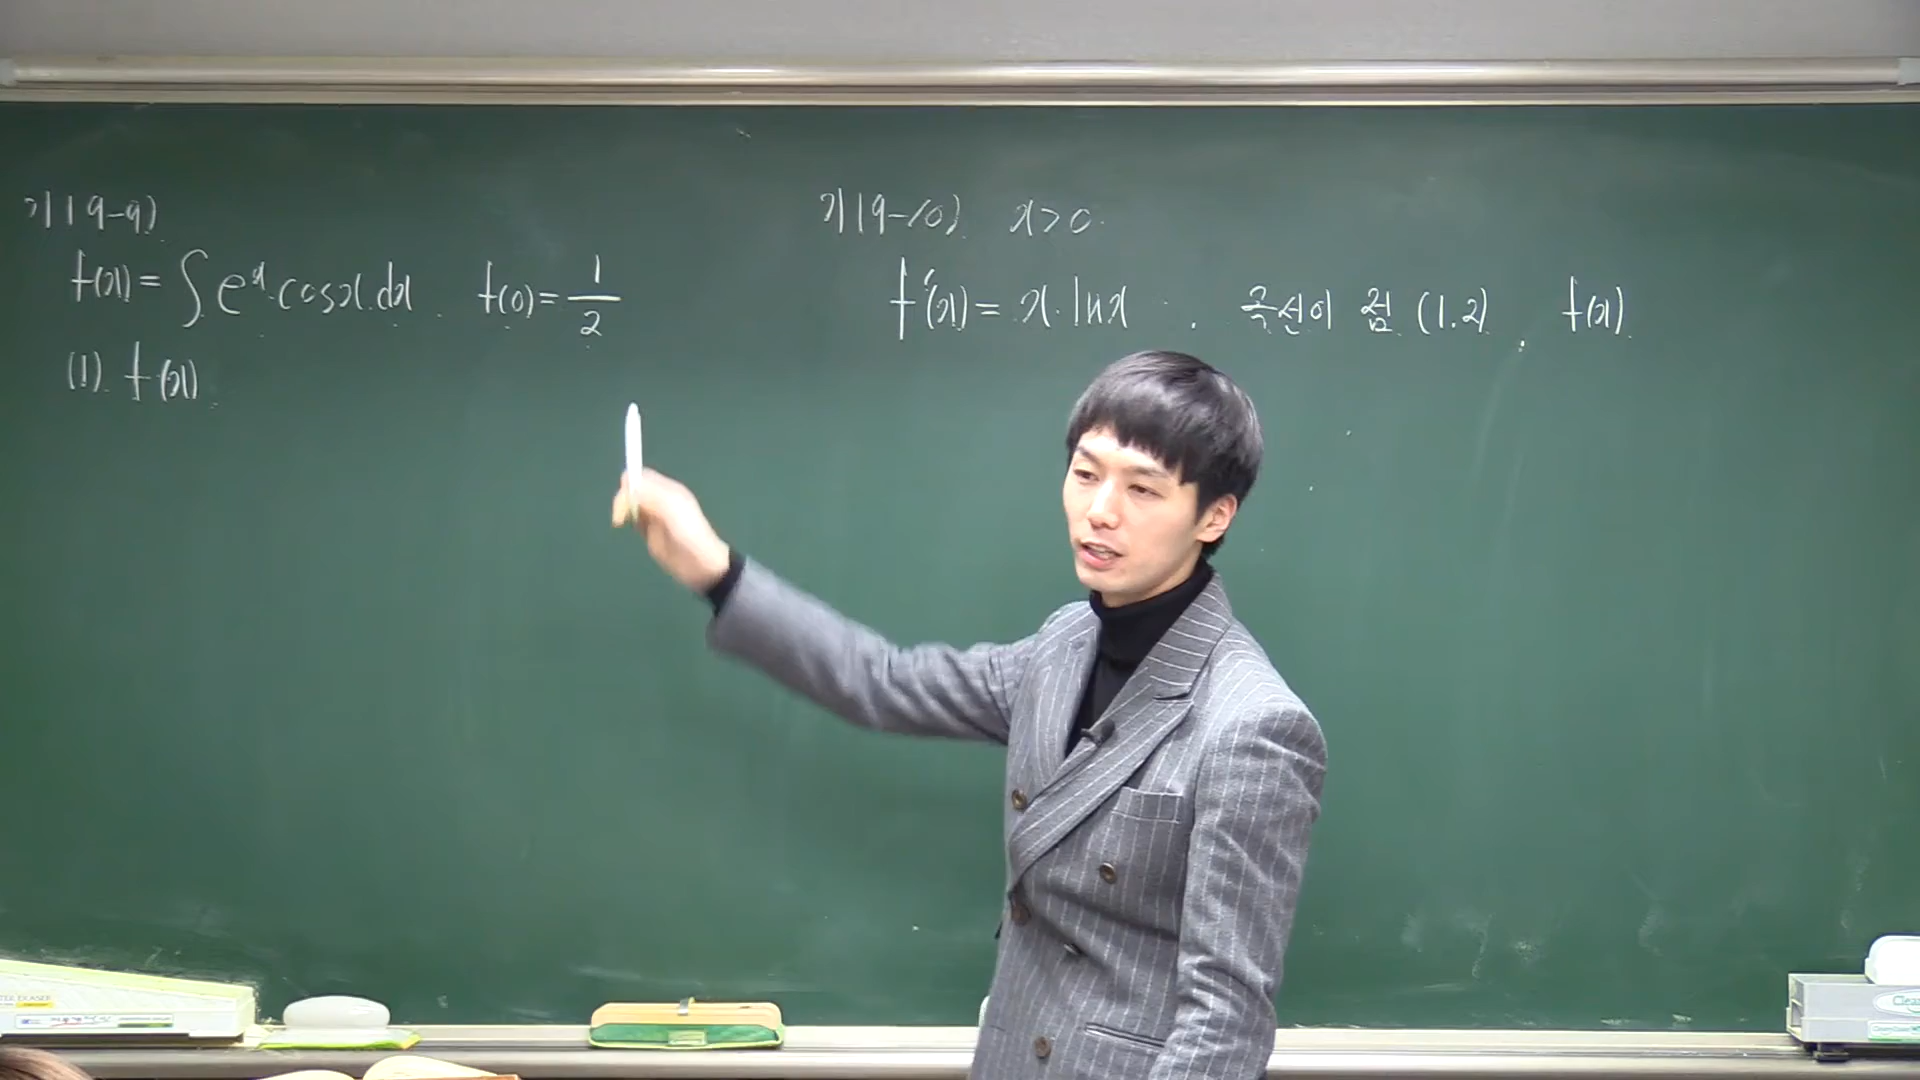 기19-9)
f(x) = ∫ e^x cosx dx . f(0) = 1/2
(1). f(x).
기19-10) x>0.
f'(x) = x·lnx . 곡선이 점 (1.2) . f(x).